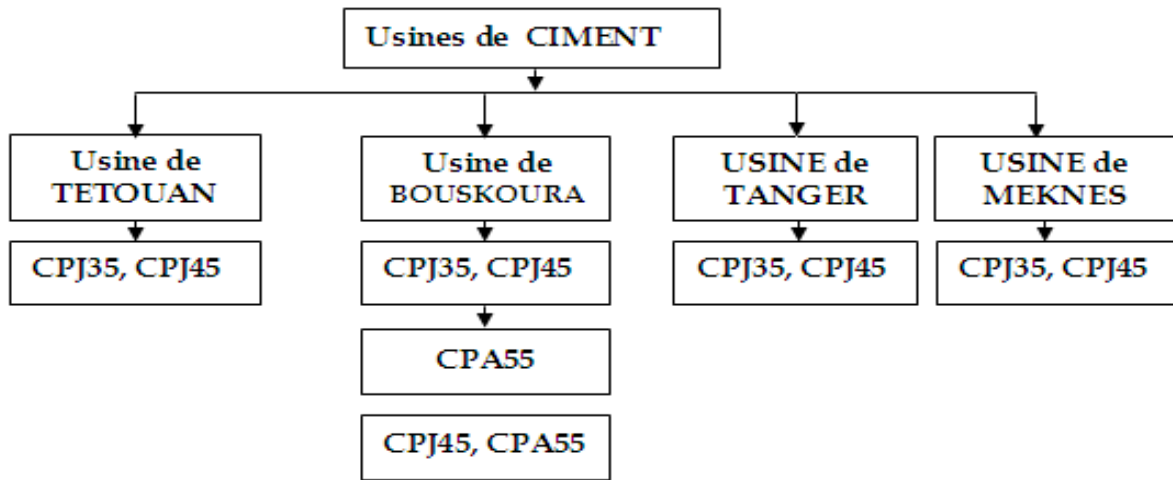 Usines de CIMENT
Usine de
TETOUAN
Usine de
BOUSKOURA
USINE de
TANGER
USINE de
MEKNES
CPJ35, CPJ45
CPJ35, CPJ45
CPJ35, CPJ45
CPJ35, CPJ45
CPA55
CPJ45, CPA55